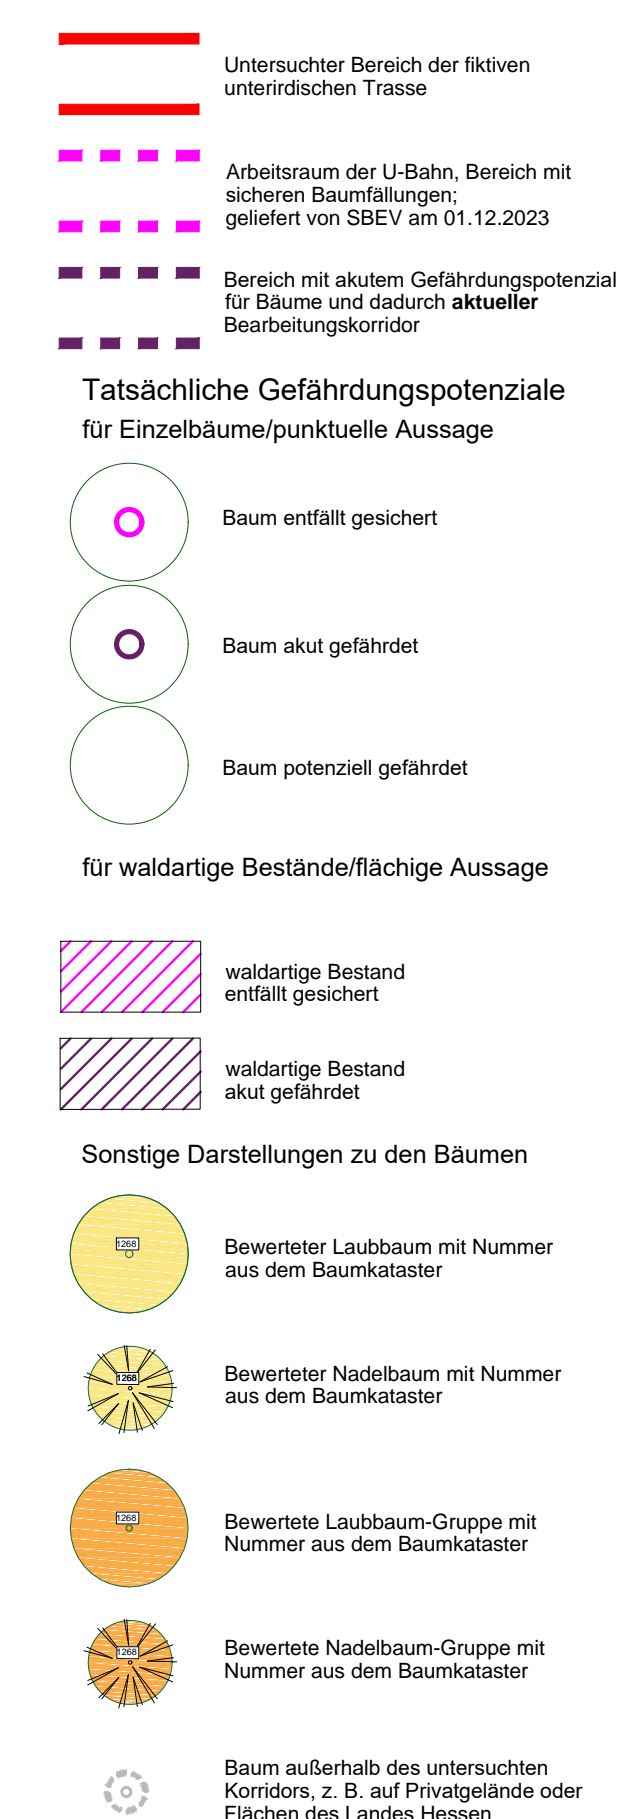 Untersuchter Bereich der fiktiven
unterirdischen Trasse
Arbeitsraum der U-Bahn, Bereich mit
sicheren Baumfällungen;
geliefert von SBEV am 01.12.2023
Bereich mit akutem Gefährdungspotenzial
für Bäume und dadurch aktueller
Bearbeitungskorridor
Tatsächliche Gefährdungspotenziale
für Einzelbäume/punktuelle Aussage
Baum entfällt gesichert
Baum akut gefährdet
Baum potenziell gefährdet
für waldartige Bestände/flächige Aussage
waldartige Bestand
entfällt gesichert
waldartige Bestand
akut gefährdet
Sonstige Darstellungen zu den Bäumen
1268
Bewerteter Laubbaum mit Nummer
aus dem Baumkataster
1268
Bewerteter Nadelbaum mit Nummer
aus dem Baumkataster
1268
Bewertete Laubbaum-Gruppe mit
Nummer aus dem Baumkataster
1268
Bewertete Nadelbaum-Gruppe mit
Nummer aus dem Baumkataster
Baum außerhalb des untersuchten
Korridors, z. B. auf Privatgelände oder
Flächen des Landes Hessen